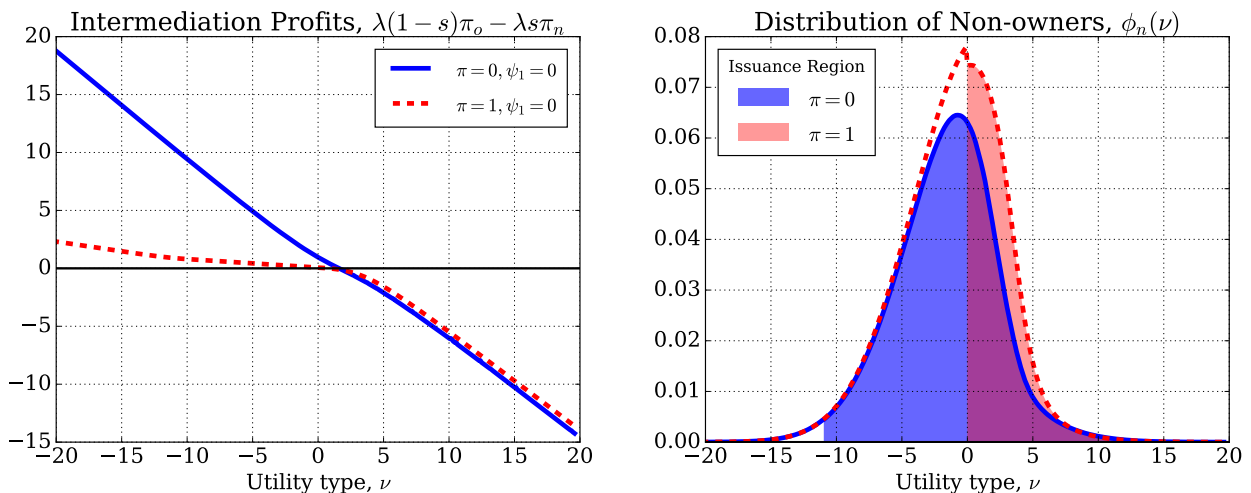 Intermediation Profits, λ(1−s)π_o − λsπ_n
20
15
10
5
0
−5
−10
−15
−20 −15 −10 −5 0 5 10 15 20
Utility type, ν
π=0, ψ_1=0
π=1, ψ_1=0
Distribution of Non-owners, ϕ_n(ν)
0.08
0.07
0.06
0.05
0.04
0.03
0.02
0.01
0.00
−20 −15 −10 −5 0 5 10 15 20
Utility type, ν
Issuance Region
π=0
π=1